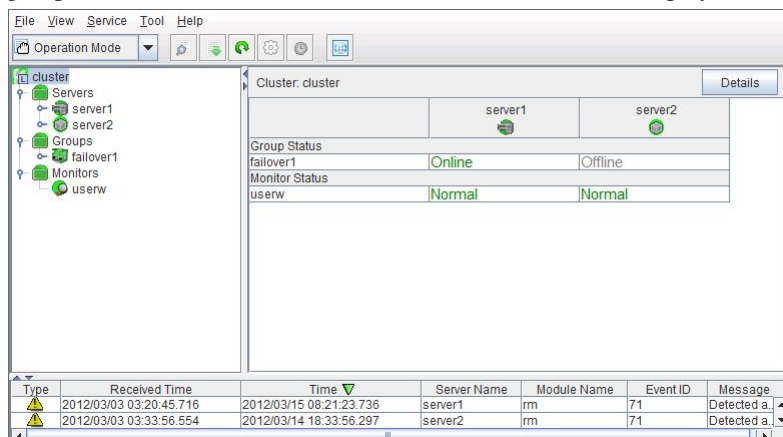 File View Service Tool Help
Operation Mode
cluster
Servers
server1
server2
Groups
failover1
Monitors
userw
Cluster: cluster Details
server1 server2
Group Status
failover1 Online Offline
Monitor Status
userw Normal Normal
Type Received Time Time Server Name Module Name Event ID Message
2012/03/03 03:20:45.716 2012/03/15 08:21:23.736 server1 rm 71 Detected a..
2012/03/03 03:33:56.554 2012/03/14 18:33:56.297 server2 rm 71 Detected a..